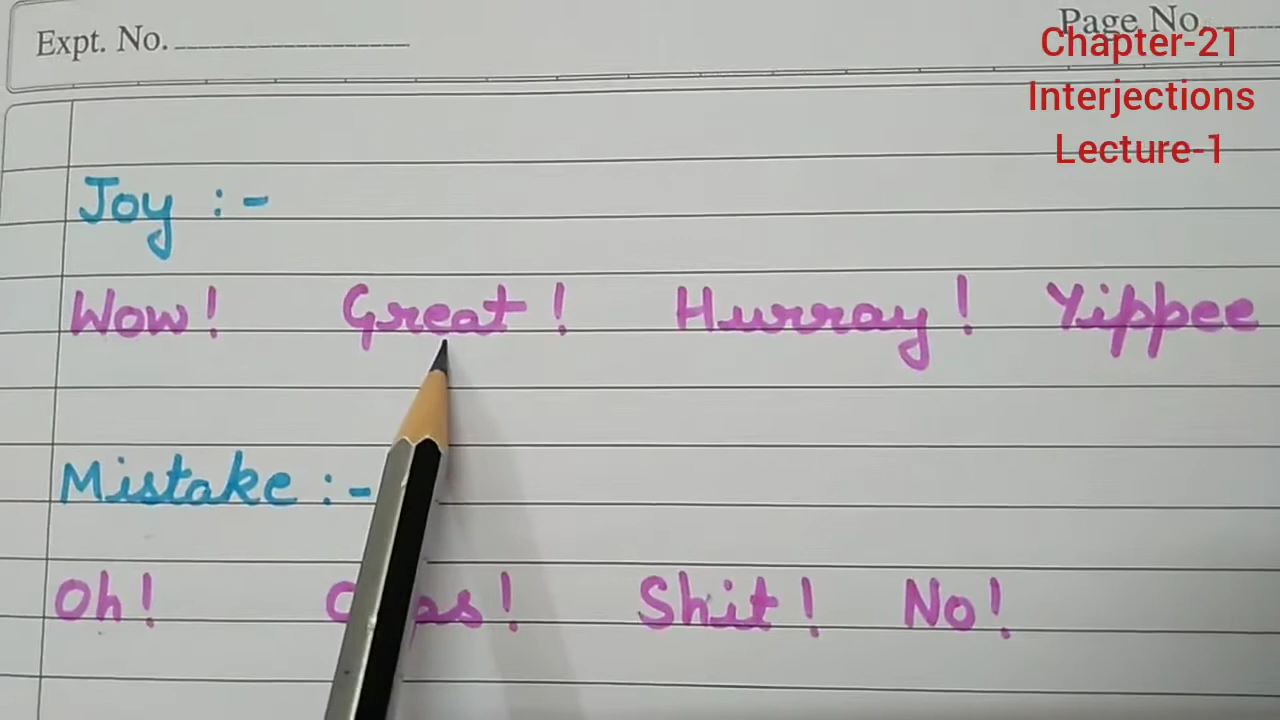 Expt. No.
Page No.
Chapter-21
Interjections
Lecture-1
Joy :-
Wow! Great! Hurray! Yippee
Mistake :-
Oh! Shit! No!